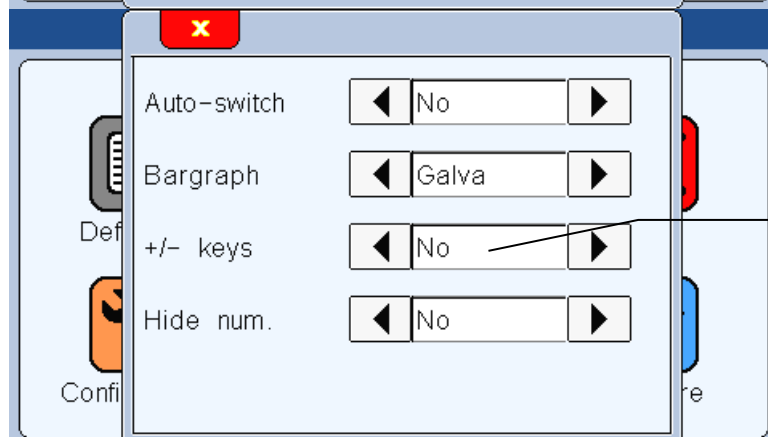 x
Auto-switch No
Bargraph Galva
Def
+/- keys No
Hide num. No
Confi re